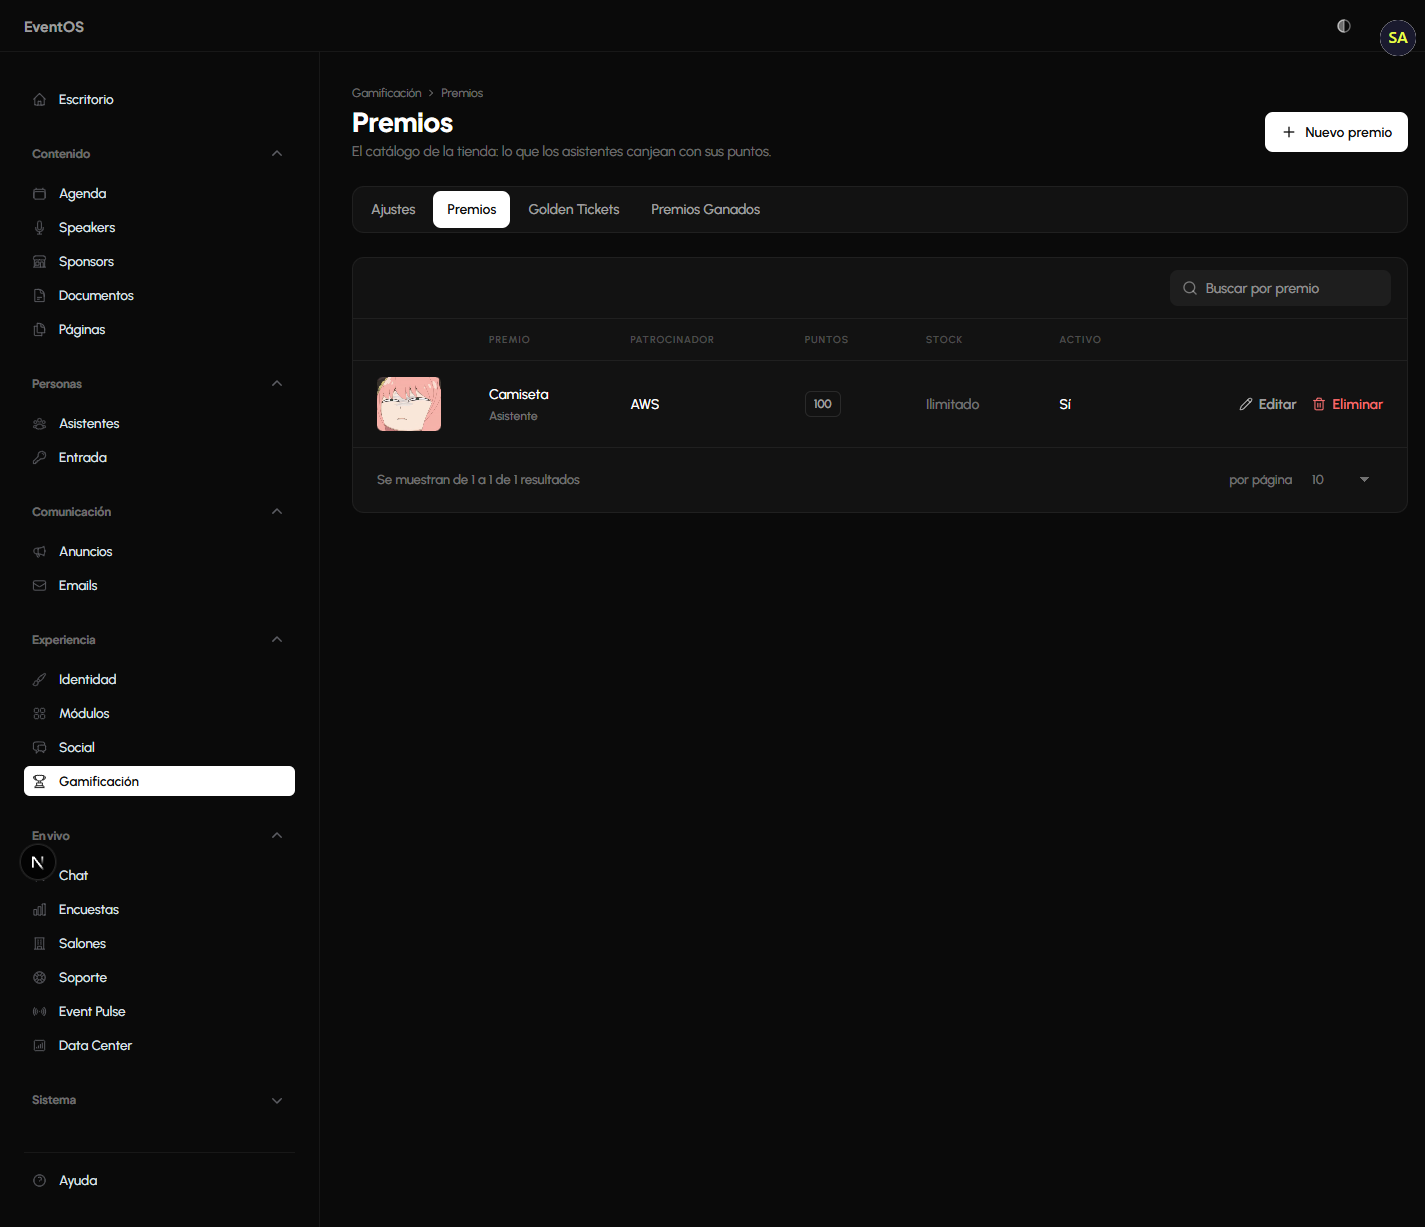 EventOS
SA
Escritorio
Contenido
Agenda
Speakers
Sponsors
Documentos
Páginas
Personas
Asistentes
Entrada
Comunicación
Anuncios
Emails
Experiencia
Identidad
Módulos
Social
Gamificación
En vivo
N
Chat
Encuestas
Salones
Soporte
Event Pulse
Data Center
Sistema
Ayuda
Gamificación > Premios
Premios
El catálogo de la tienda: lo que los asistentes canjean con sus puntos.
+ Nuevo premio
Ajustes Premios Golden Tickets Premios Ganados
Buscar por premio
PREMIO PATROCINADOR PUNTOS STOCK ACTIVO
Camiseta
Asistente
AWS 100 Ilimitado Sí Editar Eliminar
Se muestran de 1 a 1 de 1 resultados por página 10